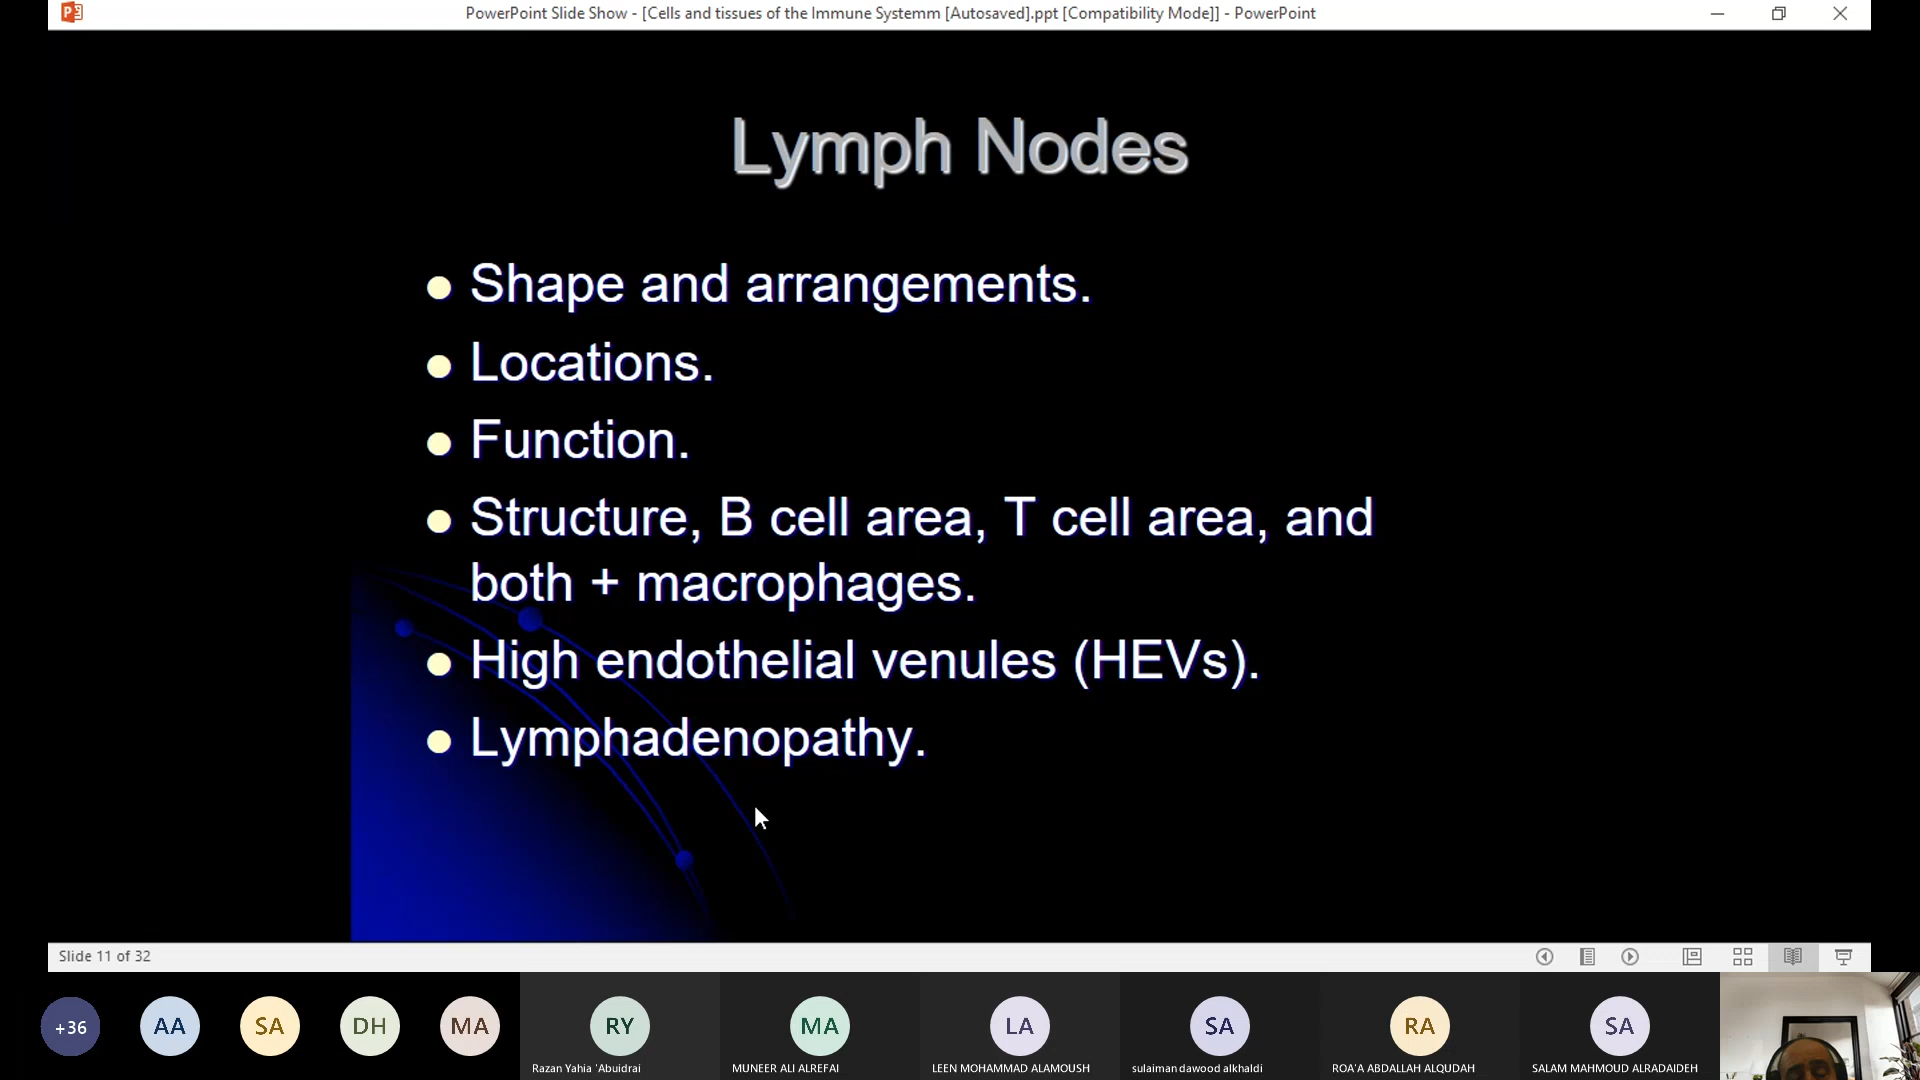 PowerPoint Slide Show - [Cells and tissues of the Immune Systemm [Autosaved].ppt [Compatibility Mode]] - PowerPoint
Lymph Nodes
Shape and arrangements.
Locations.
Function.
Structure, B cell area, T cell area, and
both + macrophages.
High endothelial venules (HEVs).
Lymphadenopathy.
Slide 11 of 32
+36
AA
SA
DH
MA
RY
MA
LA
SA
RA
SA
Razan Yahia 'Abuidrai
MUNEER ALI ALREFAI
LEEN MOHAMMAD ALAMOUSH
sulaiman dawood alkhaldi
ROA'A ABDALLAH ALQUDAH
SALAM MAHMOUD ALRADAIDEH